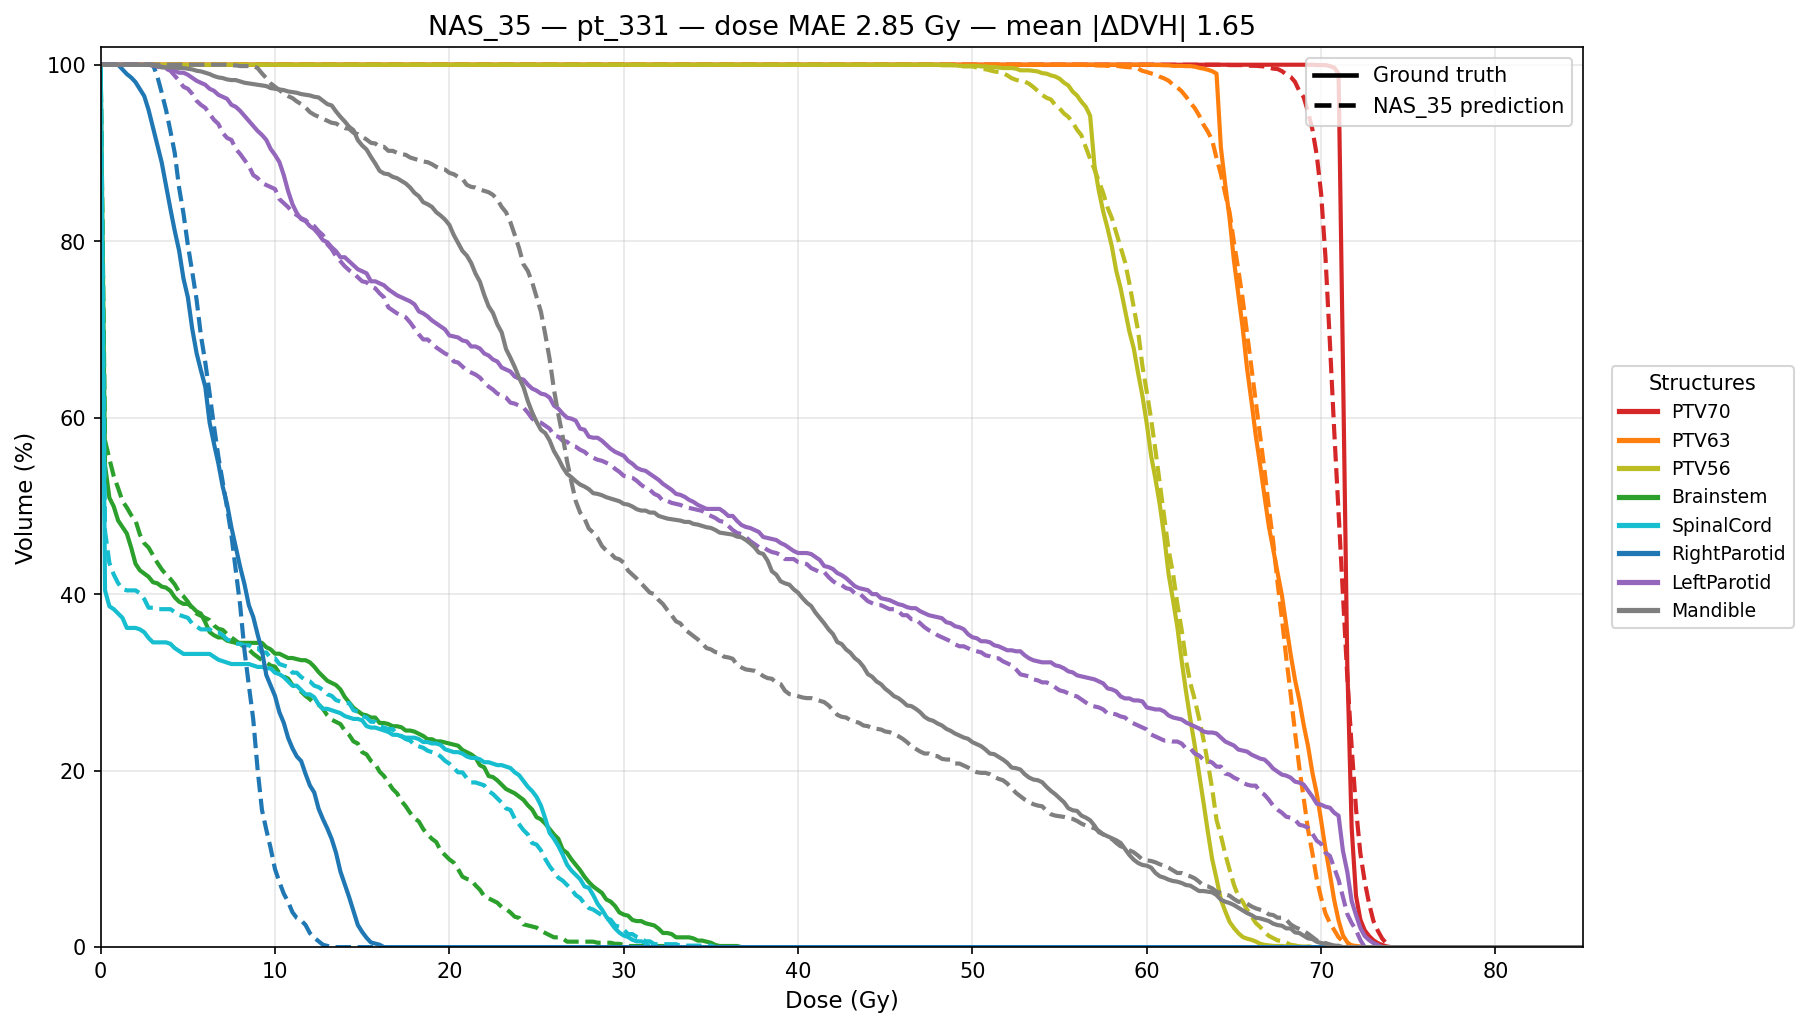 NAS_35 — pt_331 — dose MAE 2.85 Gy — mean |ΔDVH| 1.65
Ground truth
NAS_35 prediction
Volume (%)
100
80
60
40
20
0
0 10 20 30 40 50 60 70 80
Dose (Gy)
Structures
PTV70
PTV63
PTV56
Brainstem
SpinalCord
RightParotid
LeftParotid
Mandible